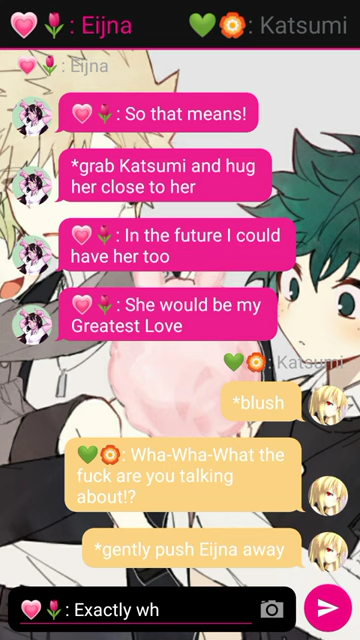 💗🌷: Eijna
💚🏵️: Katsumi
💗🌷: Eijna
💗🌷: So that means!
*grab Katsumi and hug
her close to her
💗🌷: In the future I could
have her too
💗🌷: She would be my
Greatest Love
💚🏵️: Katsumi
*blush
💚🏵️: Wha-Wha-What the
fuck are you talking
about!?
*gently push Eijna away
💗🌷: Exactly wh